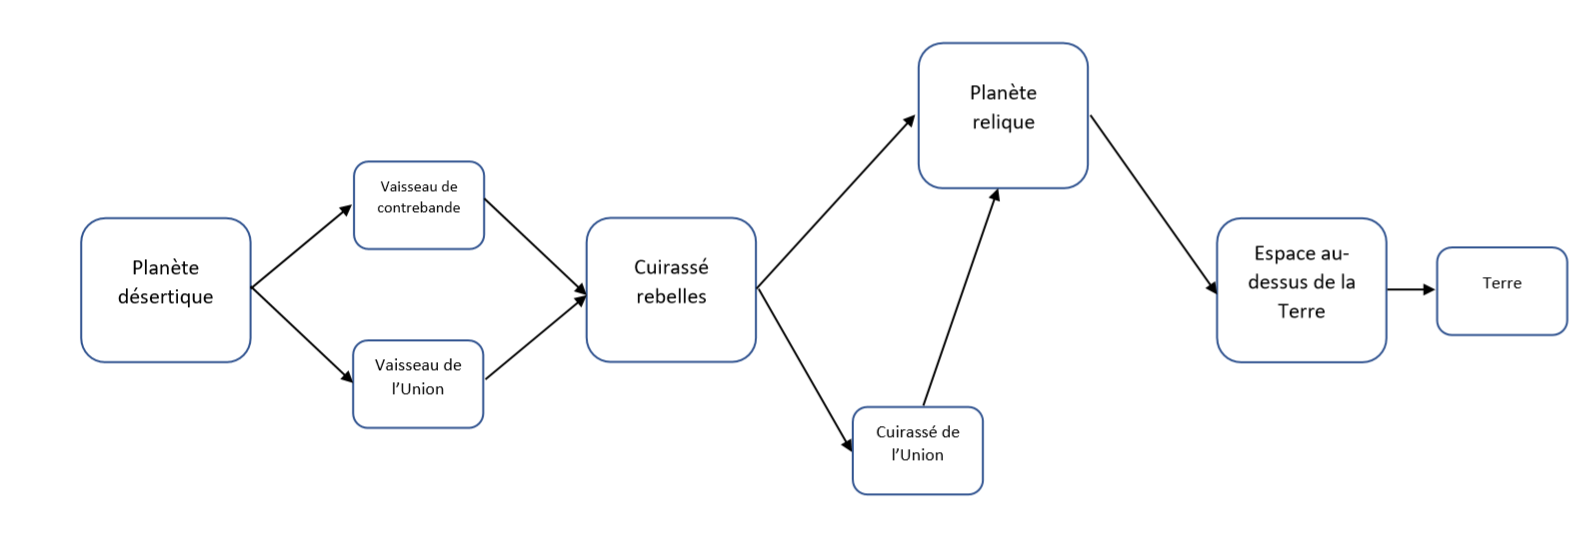 Planète
désertique
Vaisseau de
contrebande
Vaisseau de
l’Union
Cuirassé
rebelles
Planète
relique
Cuirassé de
l’Union
Espace au-
dessus de la
Terre
Terre